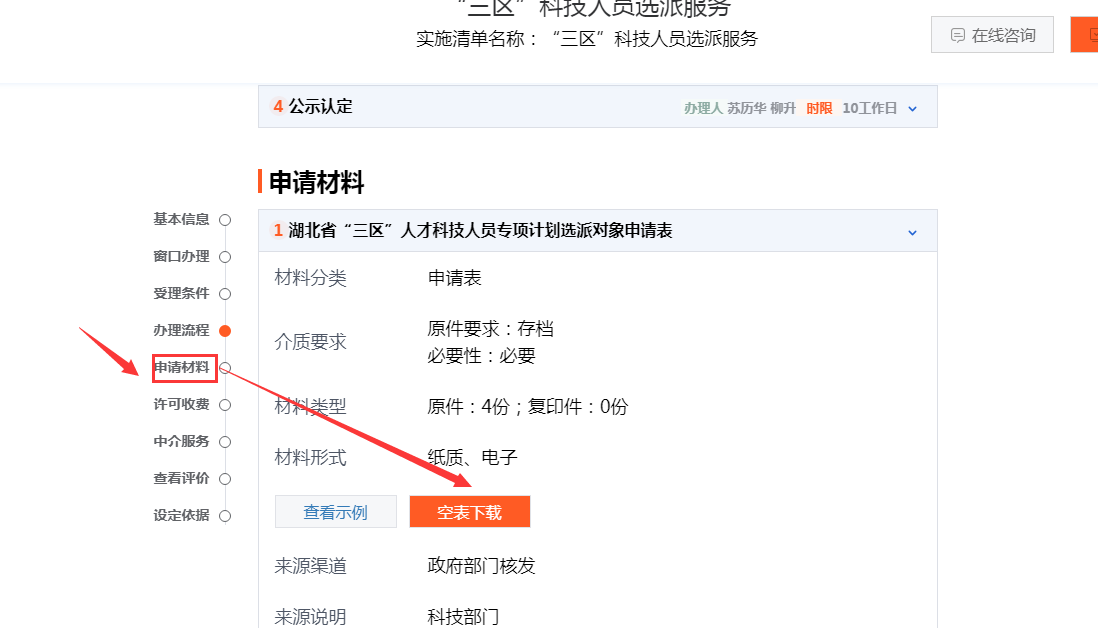 “三区”科技人员选派服务
实施清单名称：“三区”科技人员选派服务
在线咨询
4 公示认定 办理人 苏历华 柳升 时限 10工作日
申请材料
基本信息
窗口办理
受理条件
办理流程
申请材料
许可收费
中介服务
查看评价
设定依据
1 湖北省“三区”人才科技人员专项计划选派对象申请表
材料分类 申请表
介质要求 原件要求：存档
必要性：必要
材料类型 原件：4份；复印件：0份
材料形式 纸质、电子
查看示例 空表下载
来源渠道 政府部门核发
来源说明 科技部门